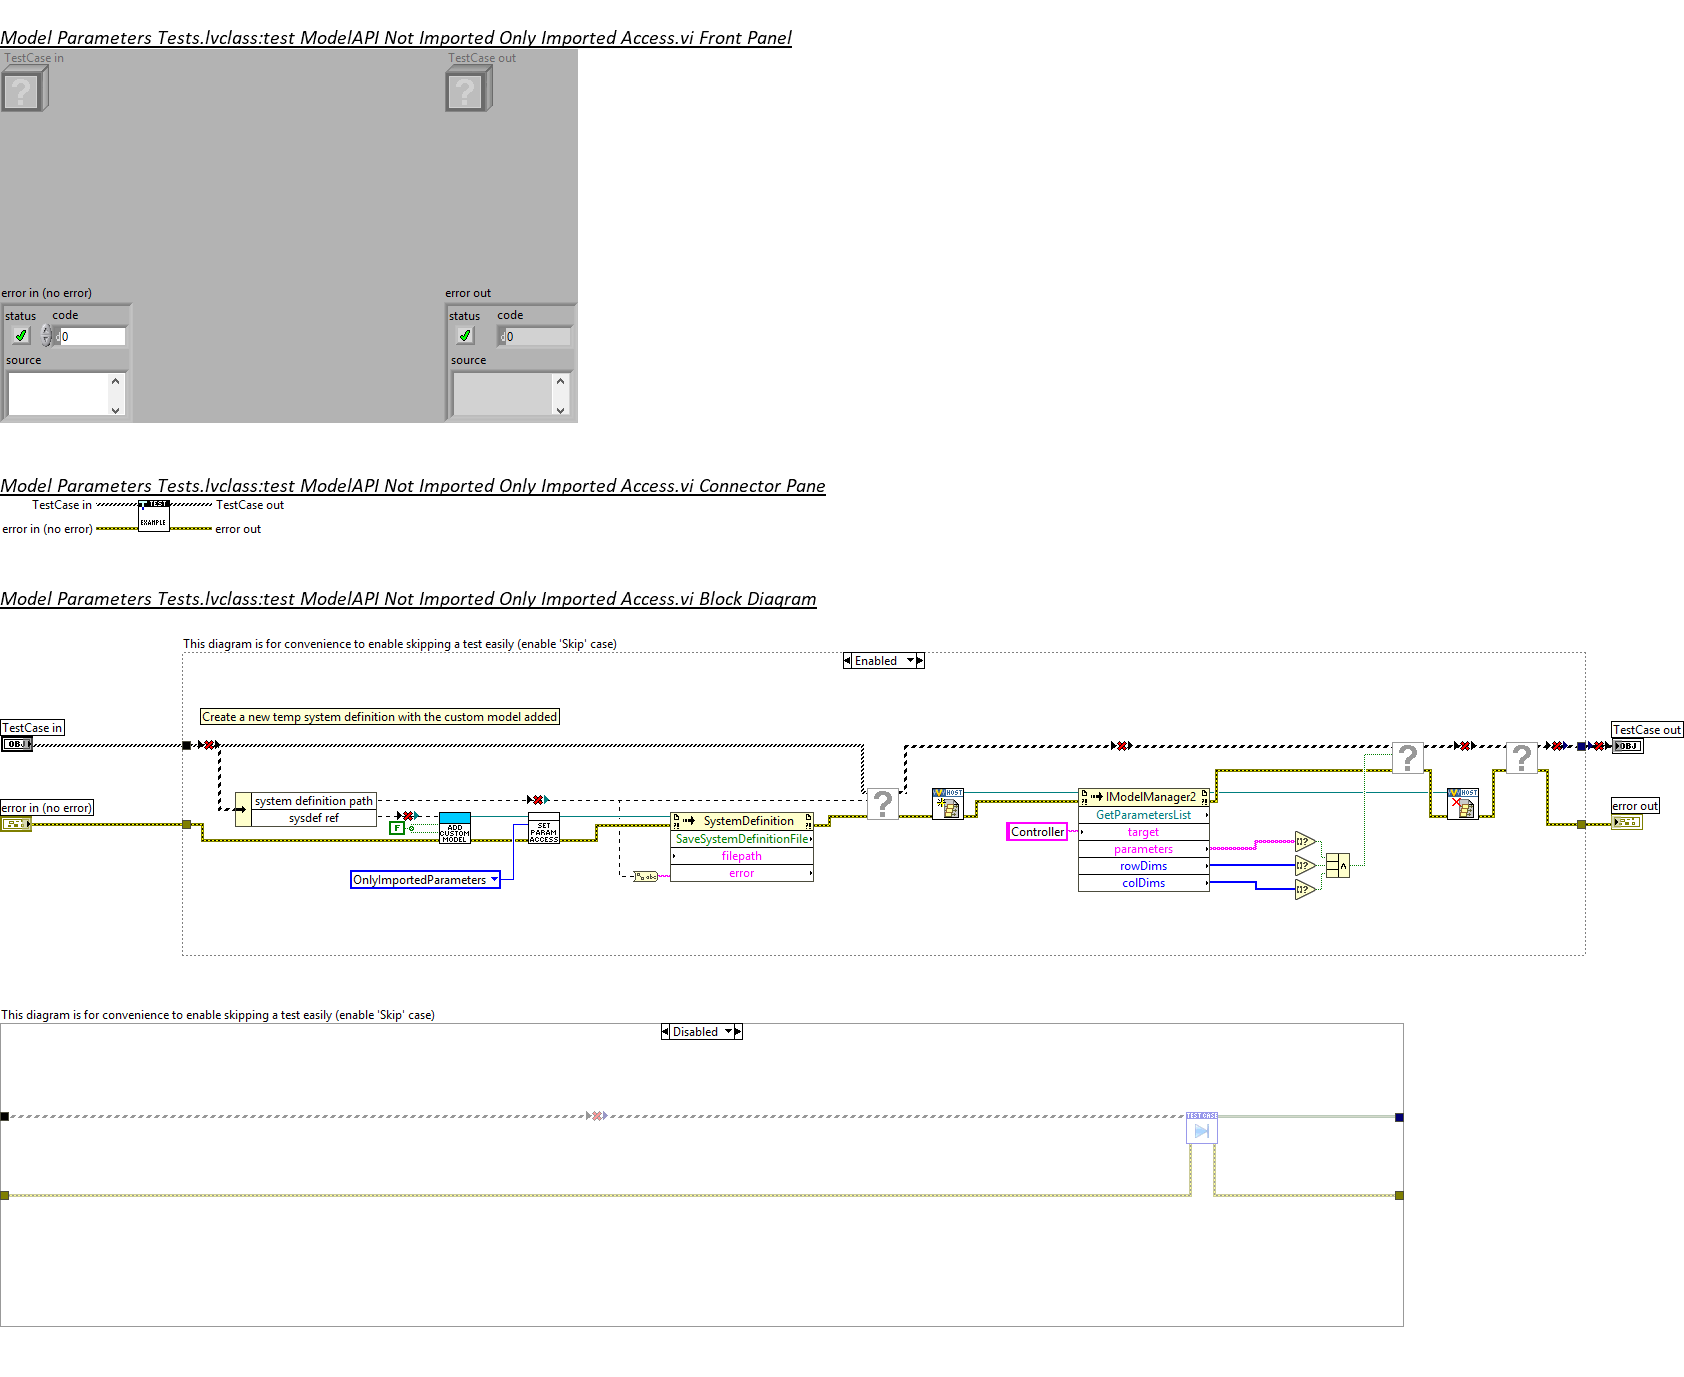 Model Parameters Tests.lvclass:test ModelAPI Not Imported Only Imported Access.vi Front Panel
TestCase in
TestCase out
?
?
error in (no error)
error out
status
code
status
code
0
0
source
source
Model Parameters Tests.lvclass:test ModelAPI Not Imported Only Imported Access.vi Connector Pane
TestCase in
TEST
TestCase out
error in (no error)
EXAMPLE
error out
Model Parameters Tests.lvclass:test ModelAPI Not Imported Only Imported Access.vi Block Diagram
This diagram is for convenience to enable skipping a test easily (enable 'Skip' case)
Enabled
Create a new temp system definition with the custom model added
TestCase in
OBJ
TestCase out
OBJ
error in (no error)
error out
system definition path
sysdef ref
F
ADD
CUSTOM
MODEL
SET
PARAM
ACCESS
OnlyImportedParameters
SystemDefinition
SaveSystemDefinitionFile
filepath
error
?
HOST
Controller
IModelManager2
GetParametersList
target
parameters
rowDims
colDims
?
HOST
?
This diagram is for convenience to enable skipping a test easily (enable 'Skip' case)
Disabled
TEST CASE